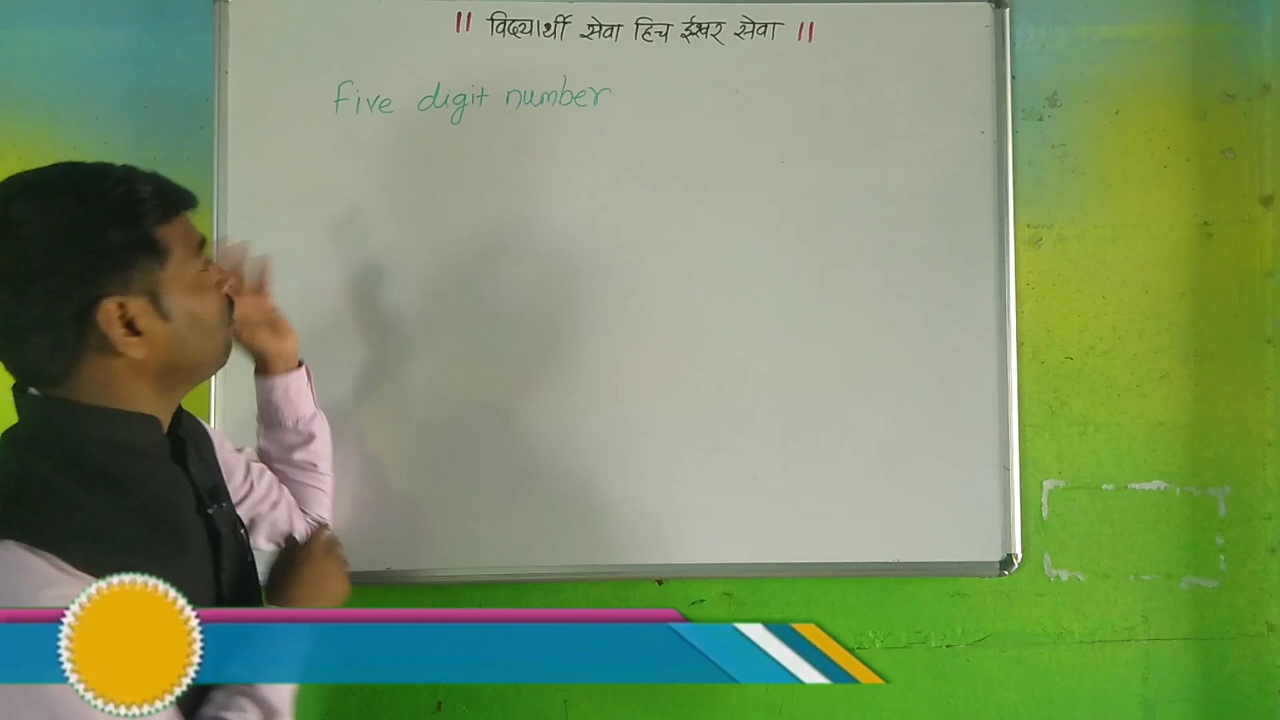 || विद्यार्थी सेवा हिच ईश्वर सेवा ||
five digit number